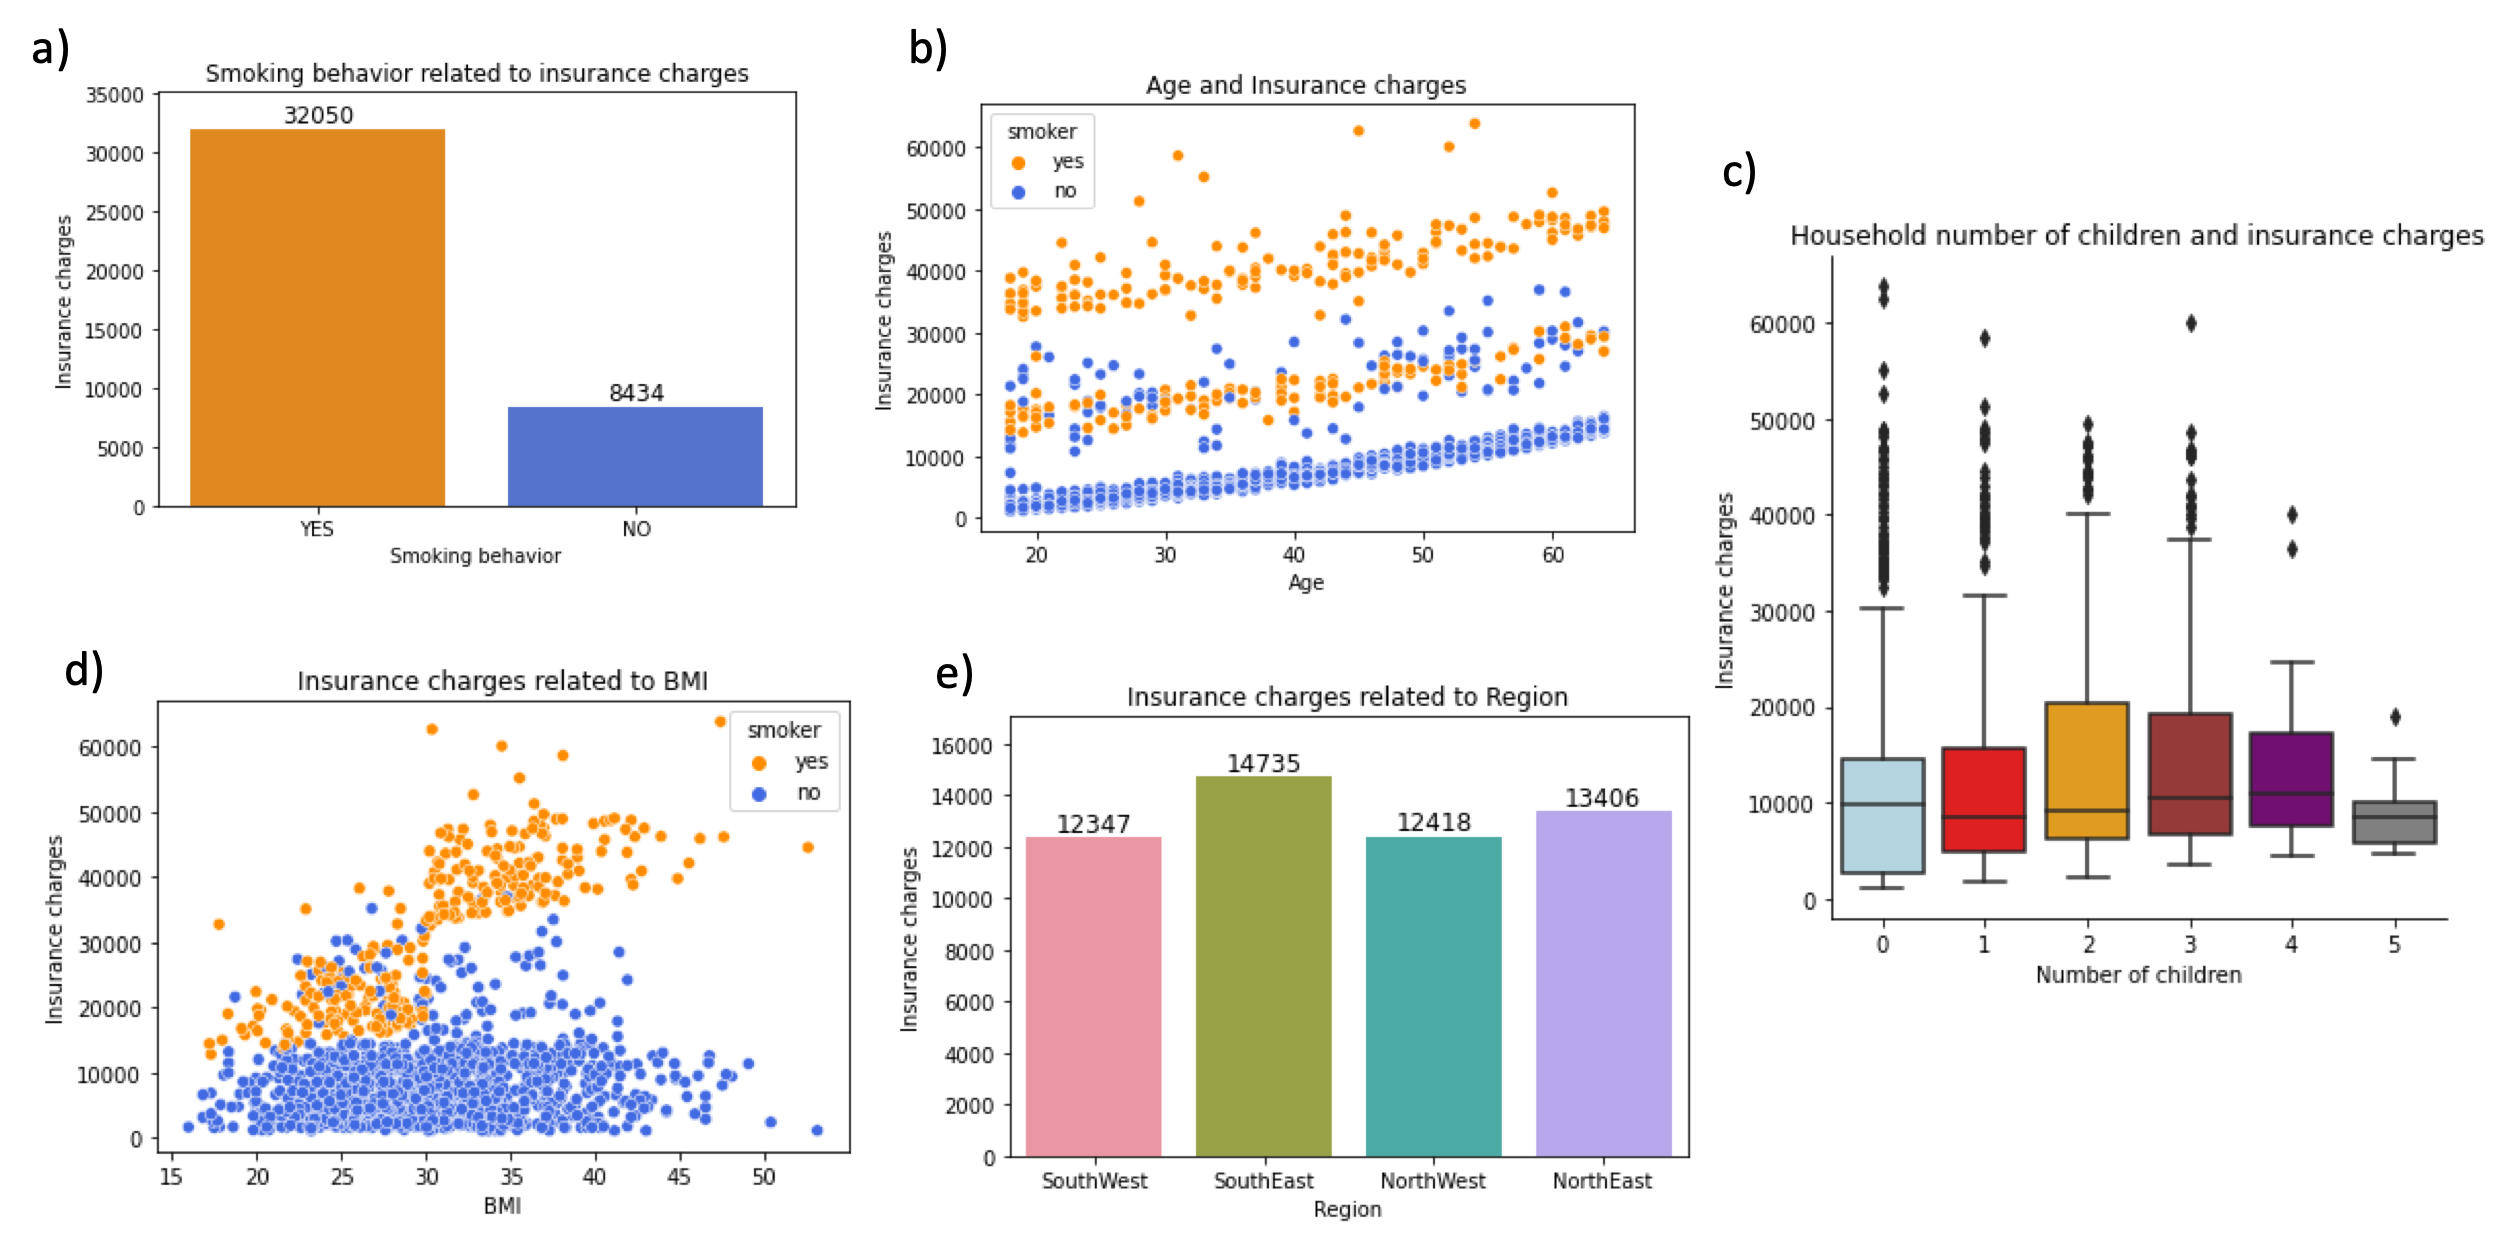 a)
Smoking behavior related to insurance charges
35000
30000
25000
20000
15000
10000
5000
0
Insurance charges
32050
8434
YES NO
Smoking behavior
b)
Age and Insurance charges
smoker
yes
no
60000
50000
40000
30000
20000
10000
0
Insurance charges
20 30 40 50 60
Age
c)
Household number of children and insurance charges
60000
50000
40000
30000
20000
10000
0
Insurance charges
0 1 2 3 4 5
Number of children
d)
Insurance charges related to BMI
smoker
yes
no
60000
50000
40000
30000
20000
10000
0
Insurance charges
15 20 25 30 35 40 45 50
BMI
e)
Insurance charges related to Region
16000
14000
12000
10000
8000
6000
4000
2000
0
Insurance charges
12347 14735 12418 13406
SouthWest SouthEast NorthWest NorthEast
Region